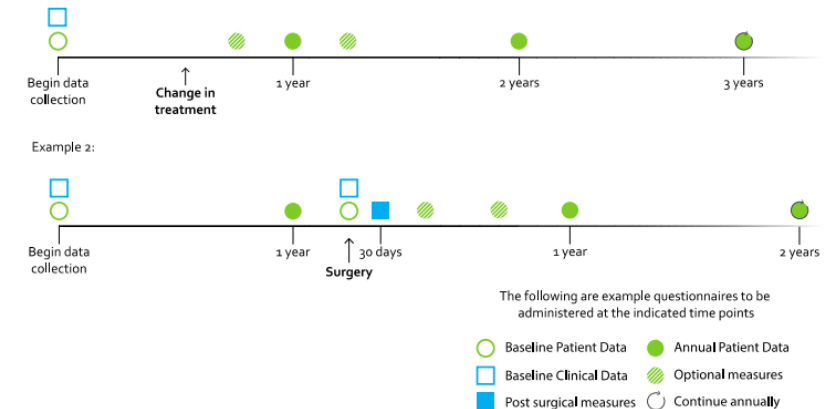 Begin data
collection
Change in
treatment
1 year
2 years
3 years
Example 2:
Begin data
collection
1 year
Surgery
30 days
1 year
2 years
The following are example questionnaires to be
administered at the indicated time points
Baseline Patient Data
Annual Patient Data
Baseline Clinical Data
Optional measures
Post surgical measures
Continue annually